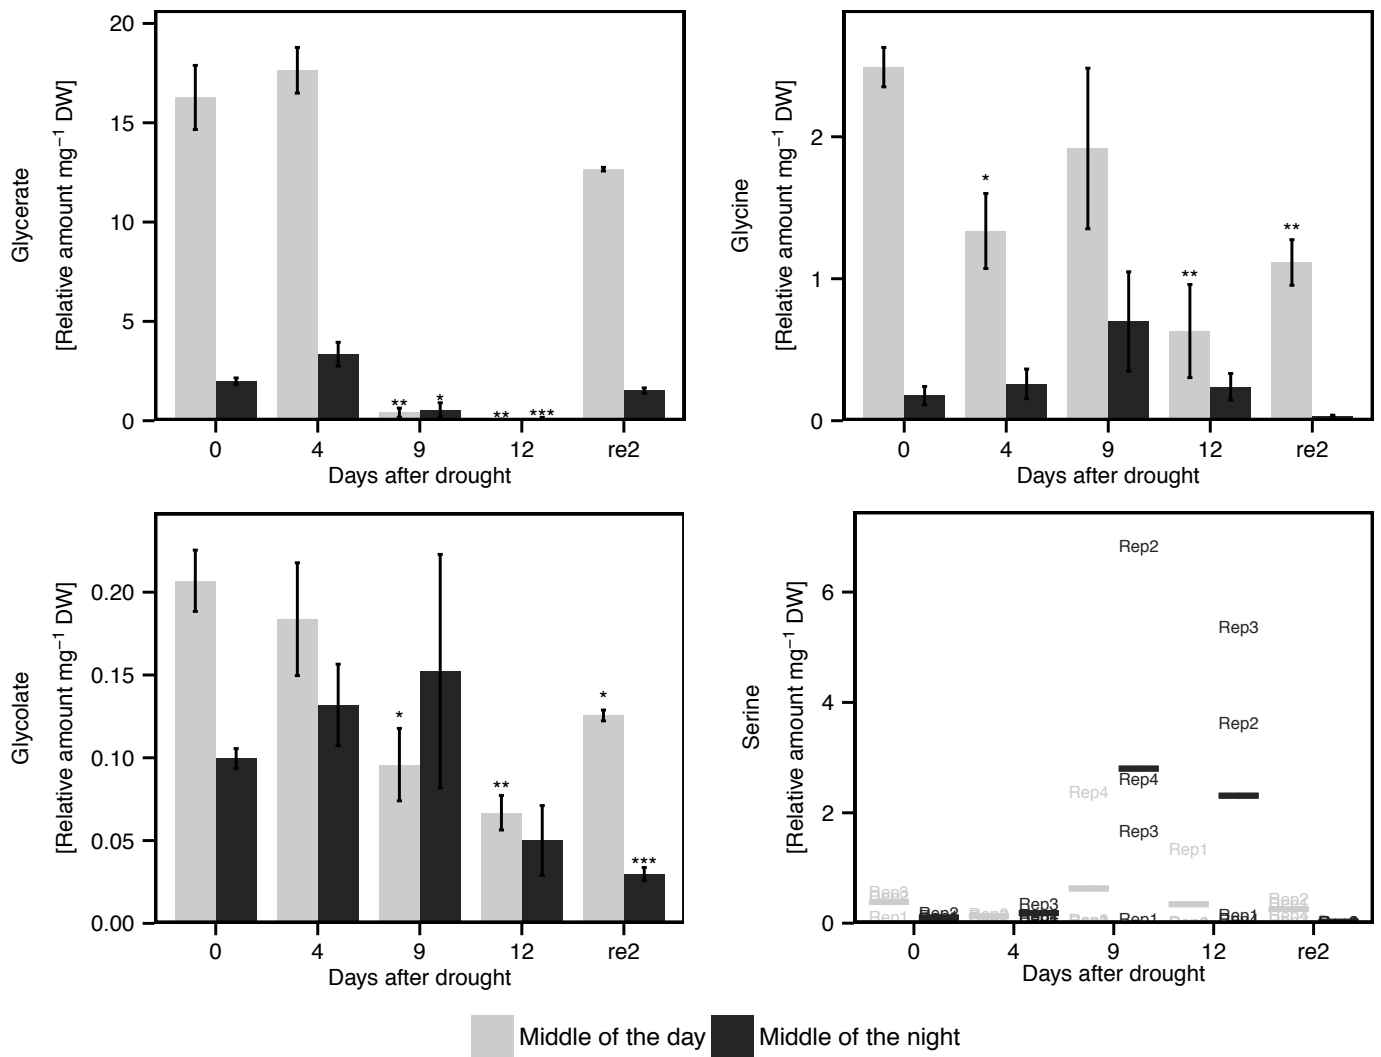 Glycerate
[Relative amount mg−1 DW]
20
15
10
5
0
**
*
**
***
0 4 9 12 re2
Days after drought
Glycine
[Relative amount mg−1 DW]
2
1
0
*
**
**
0 4 9 12 re2
Days after drought
Glycolate
[Relative amount mg−1 DW]
0.20
0.15
0.10
0.05
0.00
*
**
*
***
0 4 9 12 re2
Days after drought
Serine
[Relative amount mg−1 DW]
6
4
2
0
Rep2
Rep3
Rep2
Rep4
Rep4
Rep3
Rep1
Rep3
Rep1
Rep3
Rep2
Rep1
Rep1
0 4 9 12 re2
Days after drought
Middle of the day Middle of the night